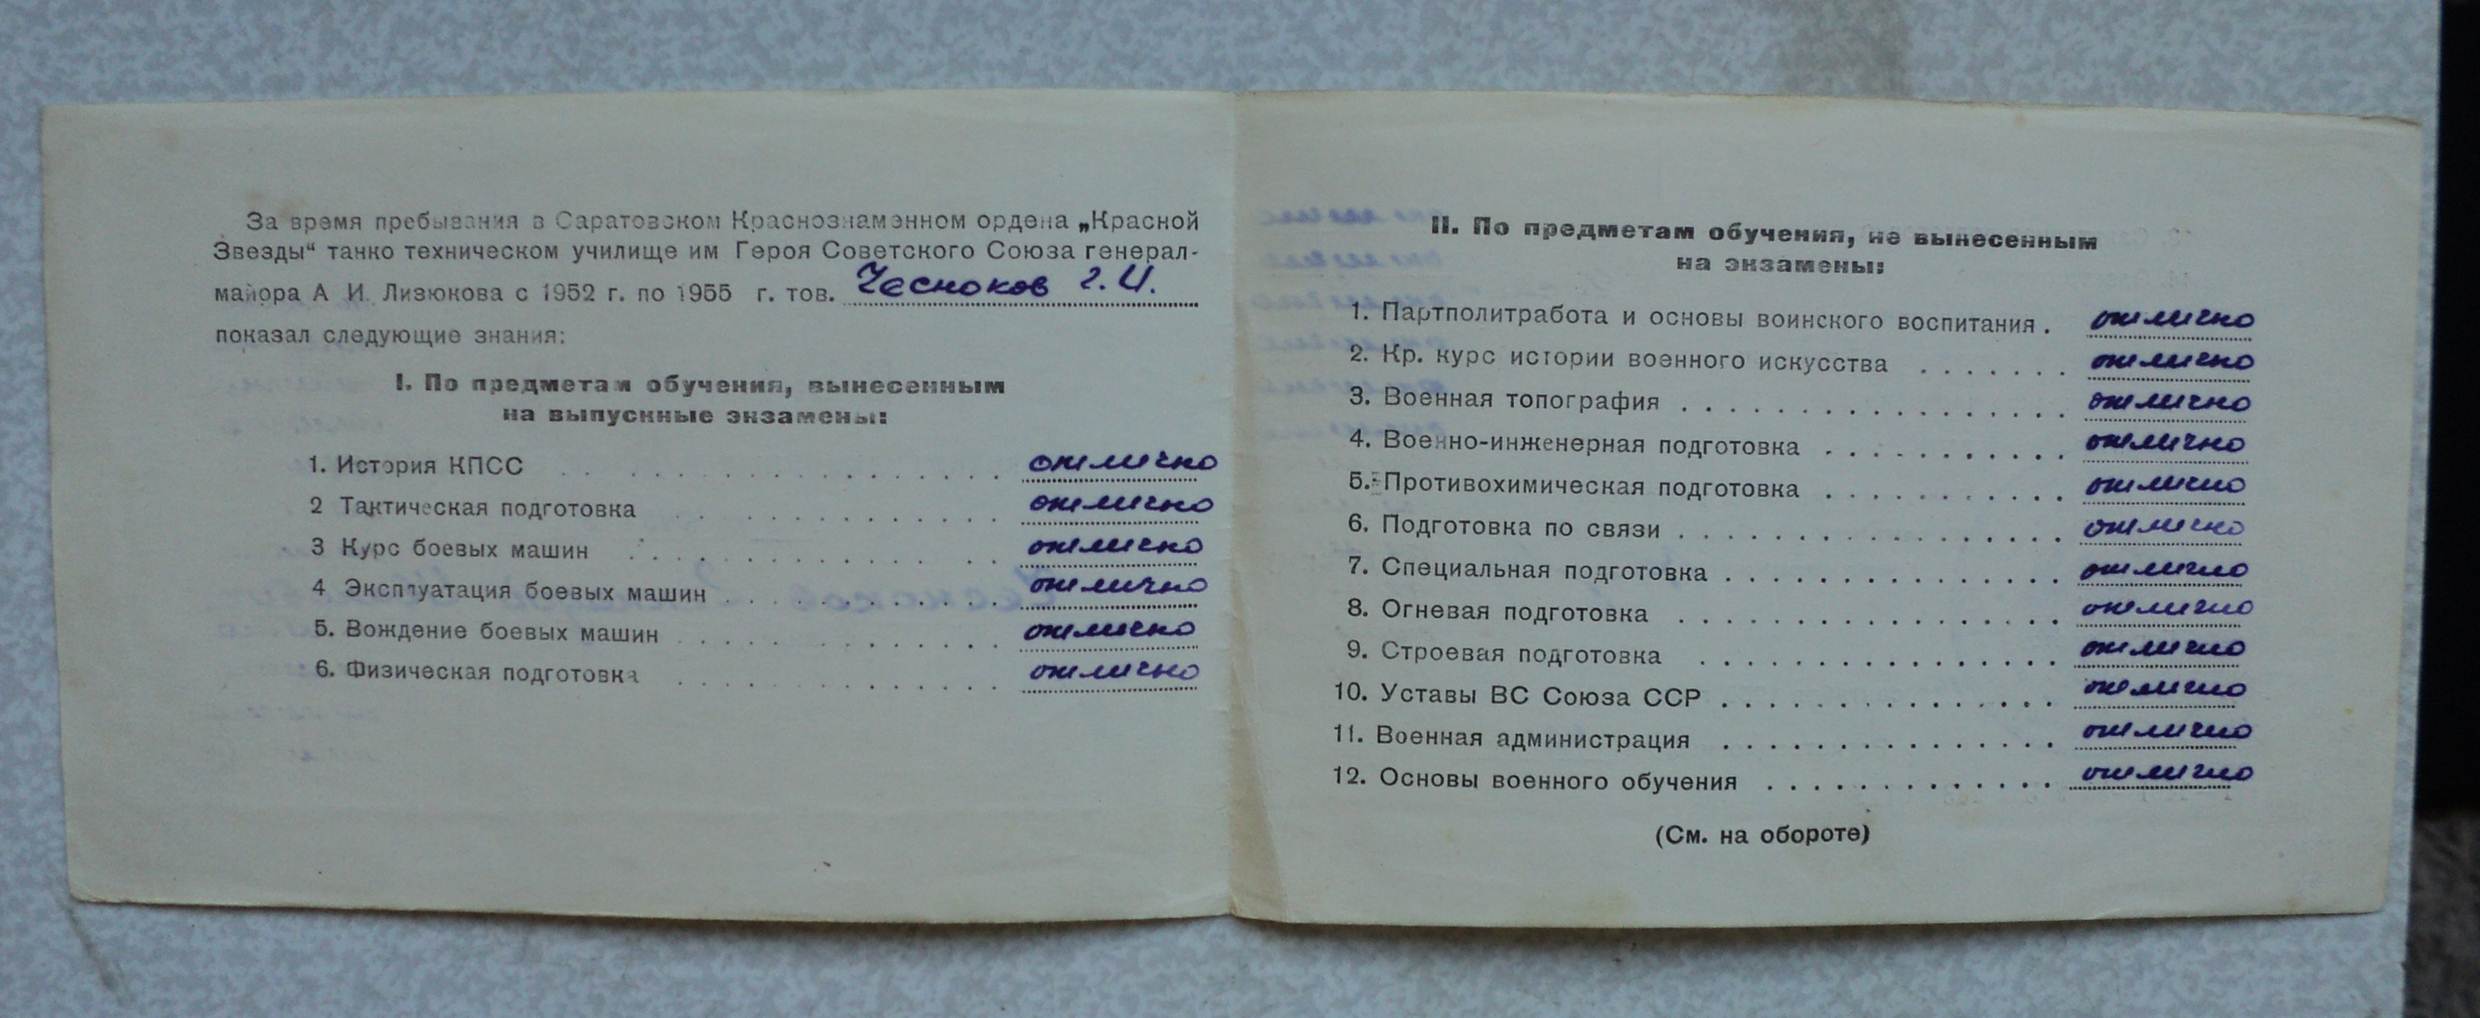 За время пребывания в Саратовском Краснознаменном ордена „Красной
Звезды“ танко техническом училище им Героя Советского Союза генерал-
майора А И. Лизюкова с 1952 г. по 1955 г. тов. Чесноков Г. И.
показал следующие знания:
I. По предметам обучения, вынесенным
на выпускные экзамены:
1. История КПСС . . . . . . . . . . . . отлично
2 Тактическая подготовка . . . . . . . . . . отлично
3 Курс боевых машин . . . . . . . . . . . отлично
4 Эксплуатация боевых машин . . . . . . . . . отлично
5. Вождение боевых машин . . . . . . . . . . отлично
6. Физическая подготовка . . . . . . . . . . отлично
II. По предметам обучения, не вынесенным
на экзамены:
1. Партполитработа и основы воинского воспитания . отлично
2. Кр. курс истории военного искусства . . . . . . . отлично
3. Военная топография . . . . . . . . . . . . . . . . отлично
4. Военно-инженерная подготовка . . . . . . . . . . . отлично
5. Противохимическая подготовка . . . . . . . . . . . отлично
6. Подготовка по связи . . . . . . . . . . . . . . . . отлично
7. Специальная подготовка . . . . . . . . . . . . . . отлично
8. Огневая подготовка . . . . . . . . . . . . . . . . отлично
9. Строевая подготовка . . . . . . . . . . . . . . . отлично
10. Уставы ВС Союза ССР . . . . . . . . . . . . . . . отлично
11. Военная администрация . . . . . . . . . . . . . . отлично
12. Основы военного обучения . . . . . . . . . . . . . отлично
(См. на обороте)